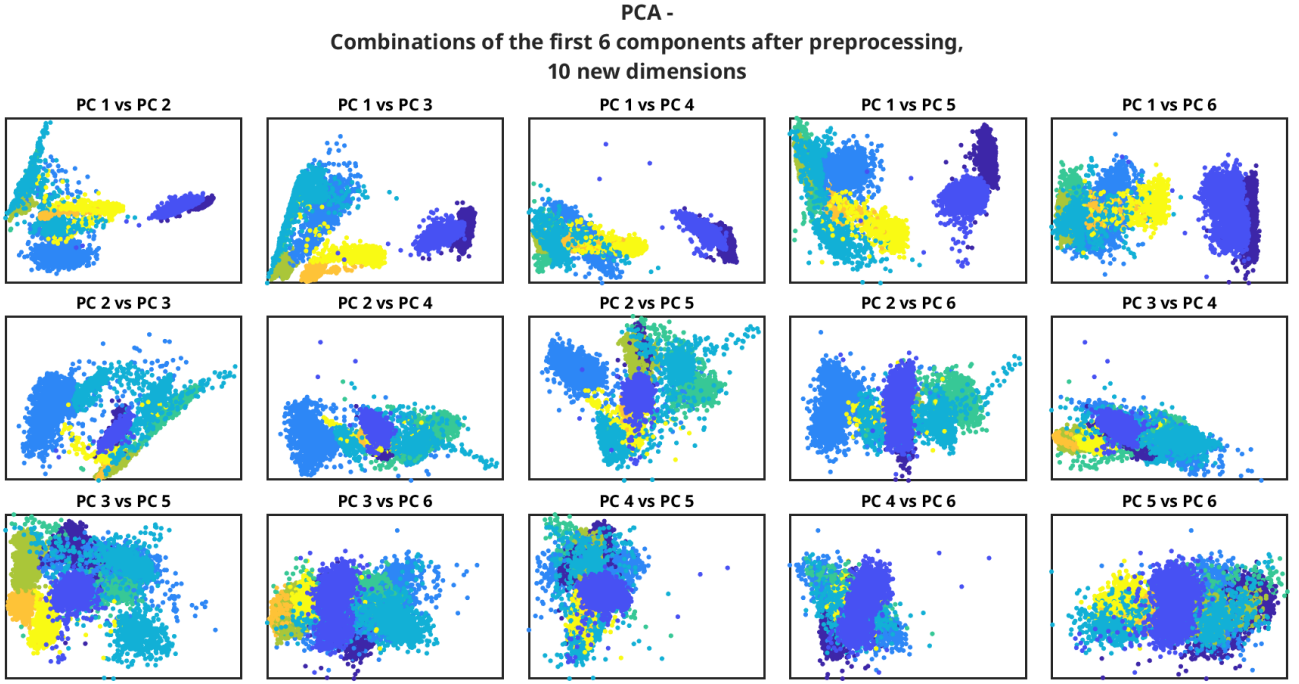 PCA -
Combinations of the first 6 components after preprocessing,
10 new dimensions
PC 1 vs PC 2
PC 1 vs PC 3
PC 1 vs PC 4
PC 1 vs PC 5
PC 1 vs PC 6
PC 2 vs PC 3
PC 2 vs PC 4
PC 2 vs PC 5
PC 2 vs PC 6
PC 3 vs PC 4
PC 3 vs PC 5
PC 3 vs PC 6
PC 4 vs PC 5
PC 4 vs PC 6
PC 5 vs PC 6